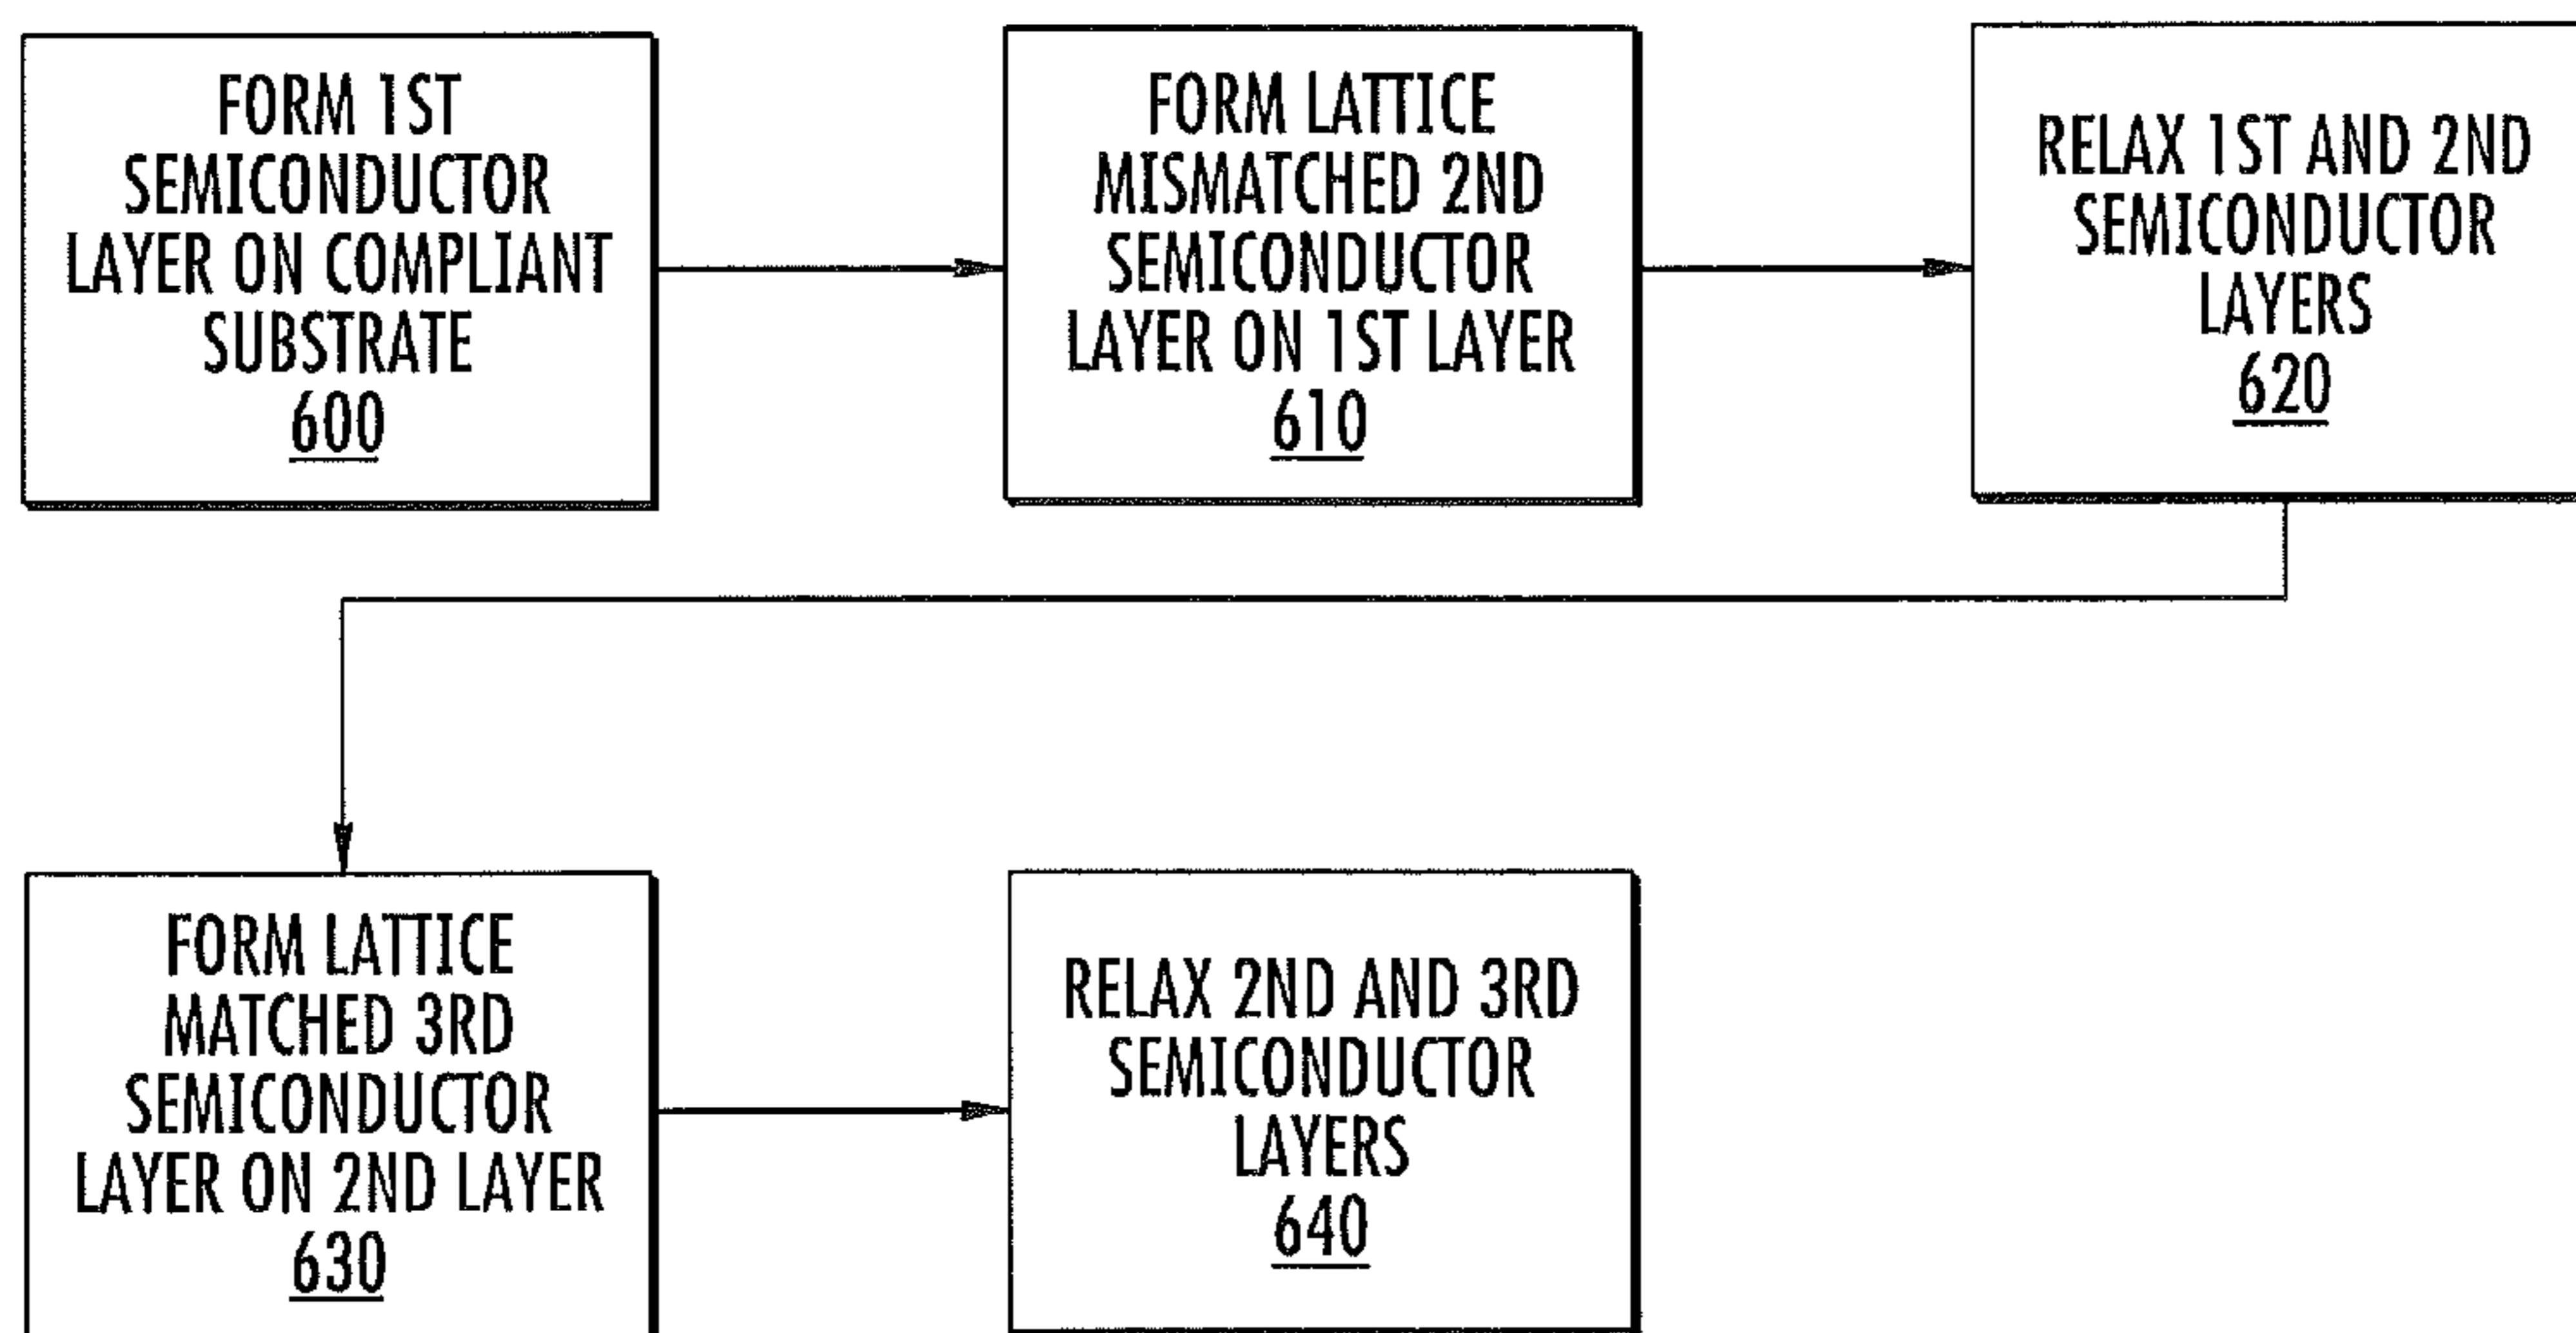 FORM 1ST
SEMICONDUCTOR
LAYER ON COMPLIANT
SUBSTRATE
600
FORM LATTICE
MISMATCHED 2ND
SEMICONDUCTOR
LAYER ON 1ST LAYER
610
RELAX 1ST AND 2ND
SEMICONDUCTOR
LAYERS
620
FORM LATTICE
MATCHED 3RD
SEMICONDUCTOR
LAYER ON 2ND LAYER
630
RELAX 2ND AND 3RD
SEMICONDUCTOR
LAYERS
640